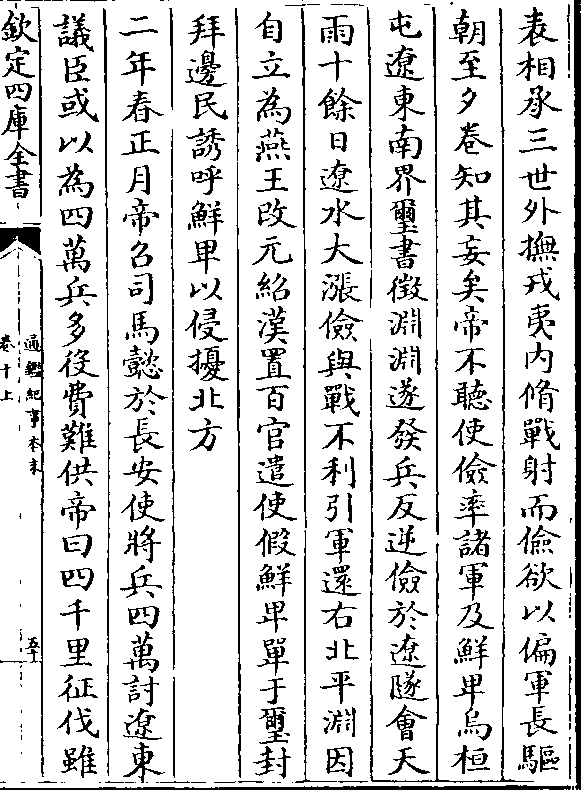 表相承三世外撫戎夷内脩戰射而儉欲以偏軍長驅
朝至夕卷知其妄矣帝不聽使儉率諸軍及鮮卑烏桓
屯遼東南界璽書徵淵淵遂發兵反逆儉於遼隧會天
雨十餘日遼水大漲儉與戰不利引軍還右北平淵因
自立為燕王改元紹漢置百官遣使假鮮卑單于璽封
拜邊民誘呼鮮卑以侵擾北方
二年春正月帝召司馬懿於長安使將兵四萬討遼東
議臣或以為四萬兵多役費難供帝曰四千里征伐雖
欽定四庫全書
通鑑紀事本末
卷十上